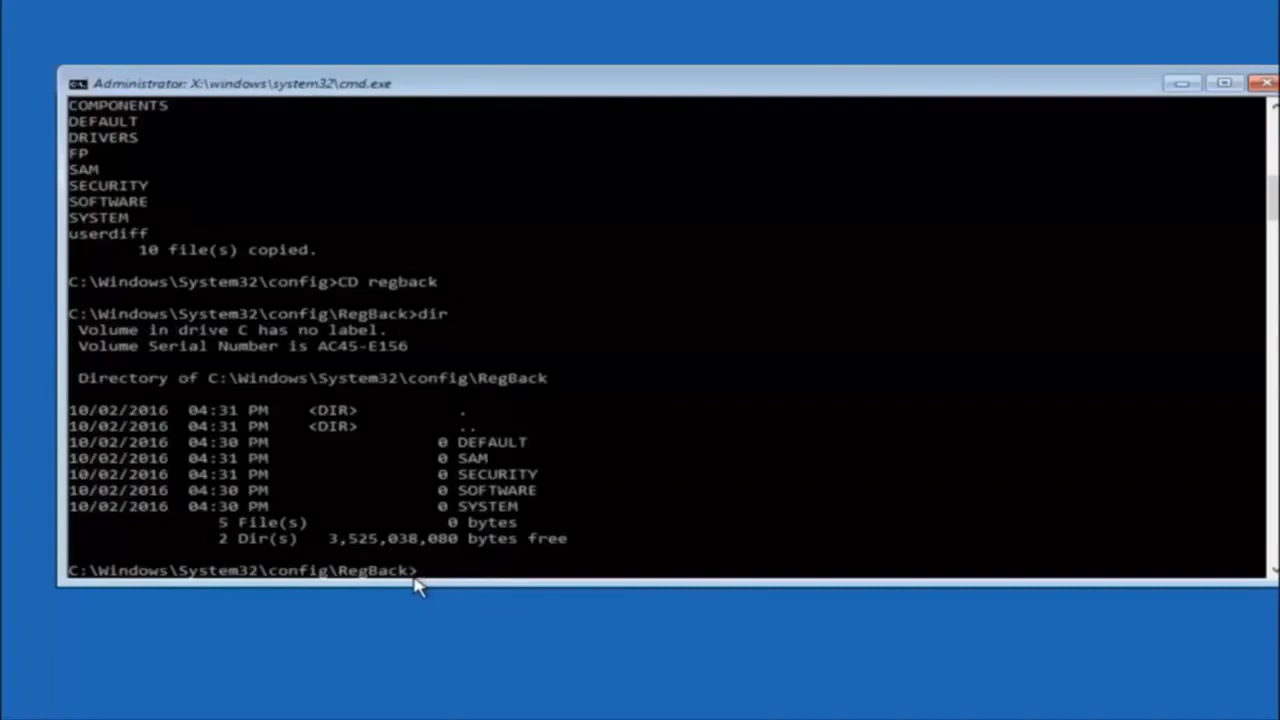 Administrator: X:\windows\system32\cmd.exe
COMPONENTS
DEFAULT
DRIVERS
FP
SAM
SECURITY
SOFTWARE
SYSTEM
userdiff
10 file(s) copied.
C:\Windows\System32\config>CD regback
C:\Windows\System32\config\RegBack>dir
Volume in drive C has no label.
Volume Serial Number is AC45-E156
Directory of C:\Windows\System32\config\RegBack
10/02/2016 04:31 PM <DIR> .
10/02/2016 04:31 PM <DIR> ..
10/02/2016 04:30 PM 0 DEFAULT
10/02/2016 04:31 PM 0 SAM
10/02/2016 04:31 PM 0 SECURITY
10/02/2016 04:30 PM 0 SOFTWARE
10/02/2016 04:30 PM 0 SYSTEM
5 File(s) 0 bytes
2 Dir(s) 3,525,038,080 bytes free
C:\Windows\System32\config\RegBack>